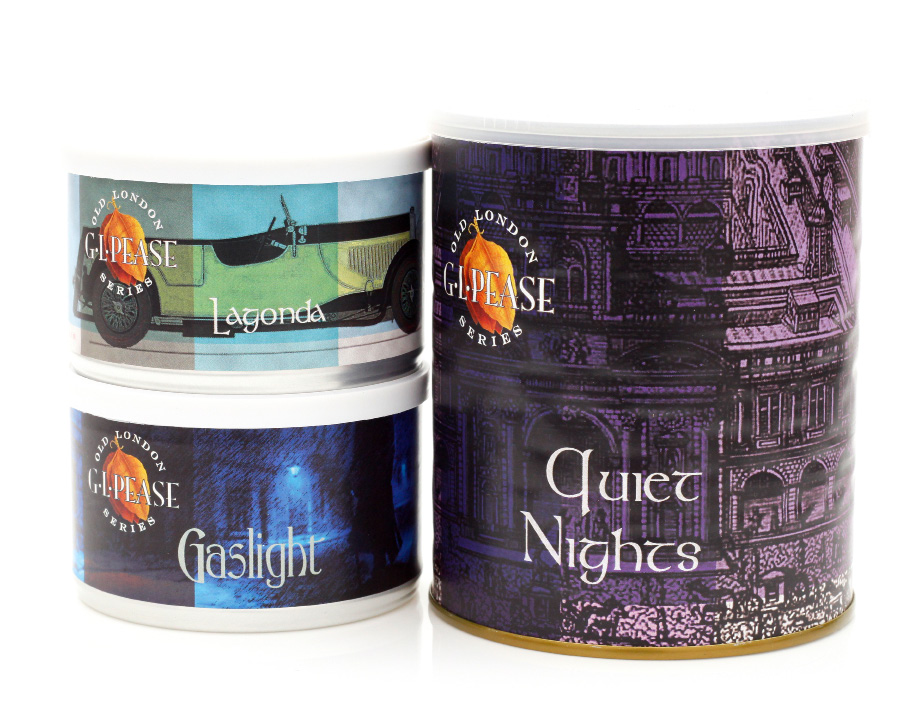 OLD LONDON
G·L·PEASE
SERIES
Lagonda
OLD LONDON
G·L·PEASE
SERIES
Gaslight
OLD LONDON
G·L·PEASE
SERIES
Quiet
Nights